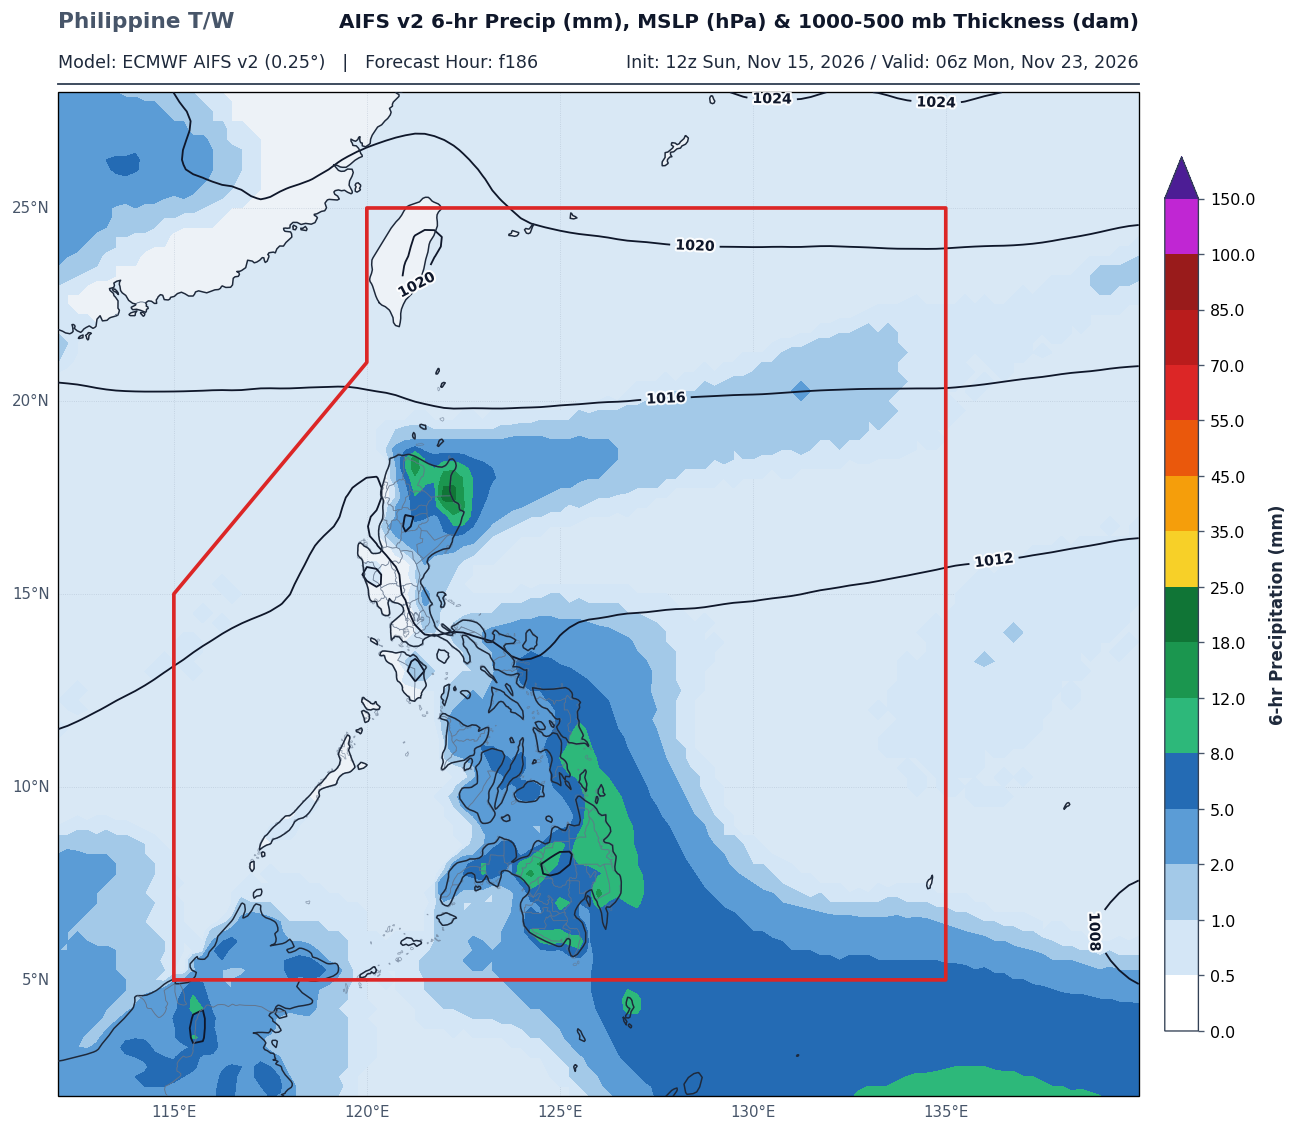 Philippine T/W
AIFS v2 6-hr Precip (mm), MSLP (hPa) & 1000-500 mb Thickness (dam)
Model: ECMWF AIFS v2 (0.25°) | Forecast Hour: f186
Init: 12z Sun, Nov 15, 2026 / Valid: 06z Mon, Nov 23, 2026
1024
1024
25°N
1020
1020
20°N
1016
15°N
1012
10°N
1008
5°N
115°E
120°E
125°E
130°E
135°E
150.0
100.0
85.0
70.0
55.0
45.0
35.0
25.0
18.0
12.0
8.0
5.0
2.0
1.0
0.5
0.0
6-hr Precipitation (mm)